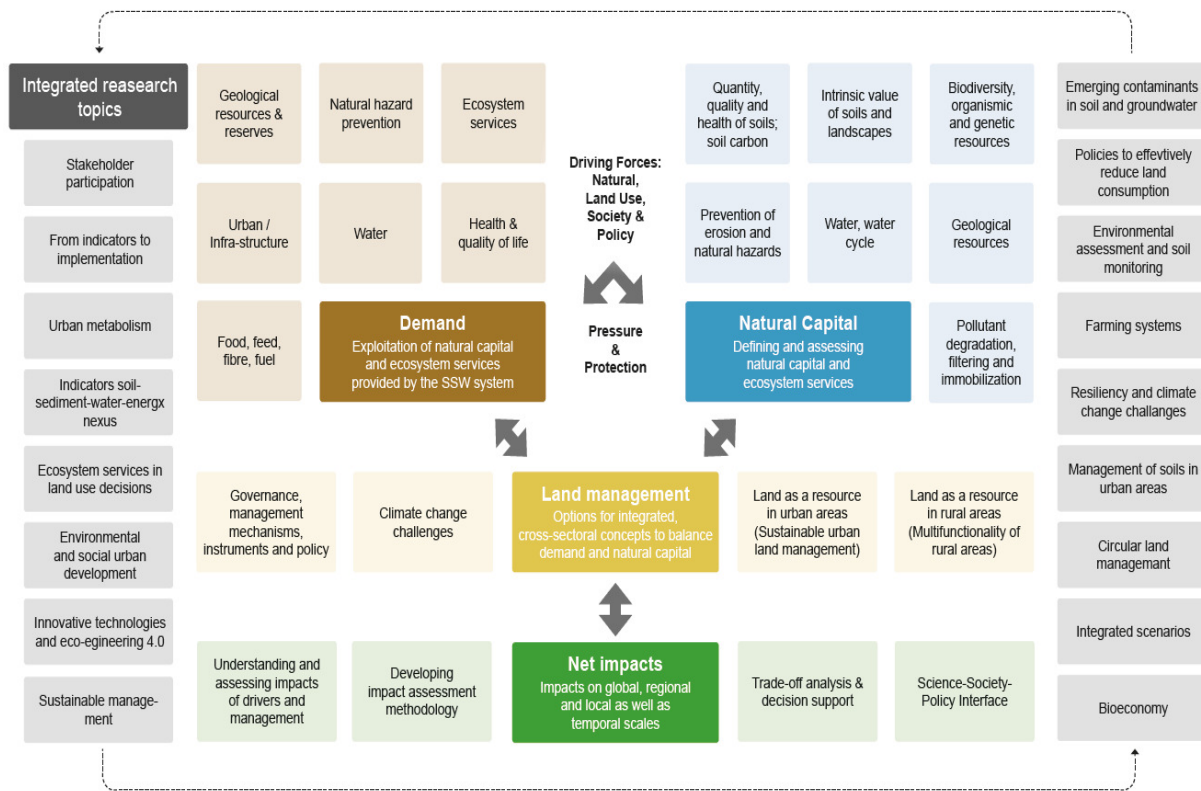 Integrated reasearch
topics
Stakeholder
participation
From indicators to
implementation
Urban metabolism
Indicators soil-
sediment-water-energx
nexus
Ecosystem services in
land use decisions
Environmental
and social urban
development
Innovative technologies
and eco-egineering 4.0
Sustainable manage-
ment
Geological
resources &
reserves
Natural hazard
prevention
Ecosystem
services
Urban /
Infra-structure
Water
Health &
quality of life
Food, feed,
fibre, fuel
Demand
Exploitation of natural capital
and ecosystem services
provided by the SSW system
Driving Forces:
Natural,
Land Use,
Society &
Policy
Pressure
&
Protection
Quantity,
quality and
health of soils;
soil carbon
Intrinsic value
of soils and
landscapes
Biodiversity,
organismic
and genetic
resources
Prevention of
erosion and
natural hazards
Water, water
cycle
Geological
resources
Natural Capital
Defining and assessing
natural capital and
ecosystem services
Pollutant
degradation,
filtering and
immobilization
Governance,
management
mechanisms,
instruments and policy
Climate change
challenges
Land management
Options for integrated,
cross-sectoral concepts to balance
demand and natural capital
Land as a resource
in urban areas
(Sustainable urban
land management)
Land as a resource
in rural areas
(Multifunctionality of
rural areas)
Understanding and
assessing impacts
of drivers and
management
Developing
impact assessment
methodology
Net impacts
Impacts on global, regional
and local as well as
temporal scales
Trade-off analysis &
decision support
Science-Society-
Policy Interface
Emerging contaminants
in soil and groundwater
Policies to effevtively
reduce land
consumption
Environmental
assessment and soil
monitoring
Farming systems
Resiliency and climate
change challanges
Management of soils in
urban areas
Circular land
managemant
Integrated scenarios
Bioeconomy